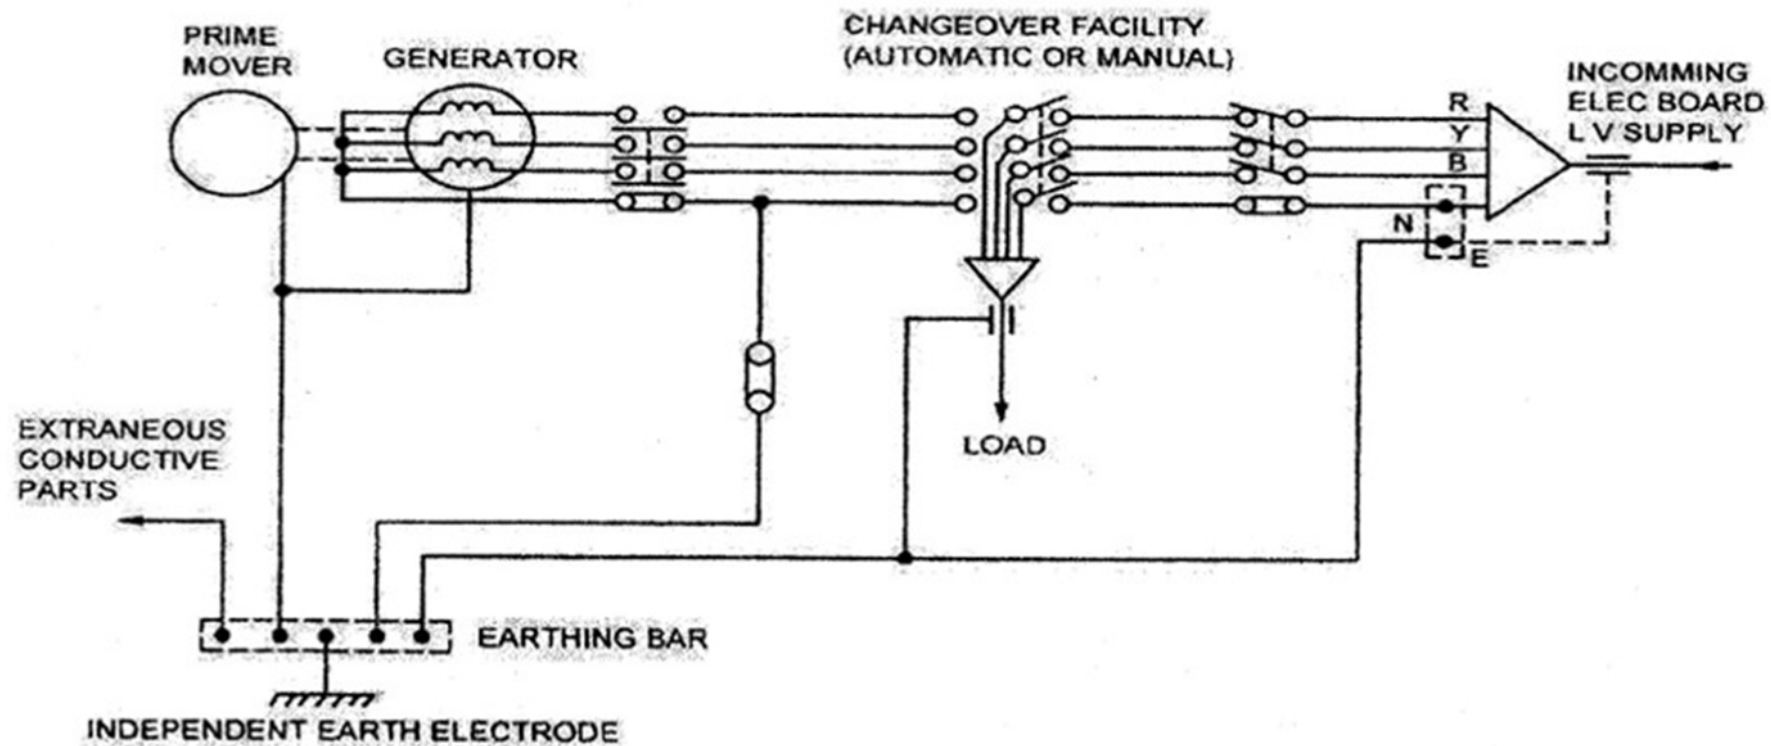 PRIME
MOVER
GENERATOR
CHANGEOVER FACILITY
(AUTOMATIC OR MANUAL)
INCOMMING
ELEC BOARD
L V SUPPLY
R
Y
B
N
E
LOAD
EXTRANEOUS
CONDUCTIVE
PARTS
EARTHING BAR
INDEPENDENT EARTH ELECTRODE